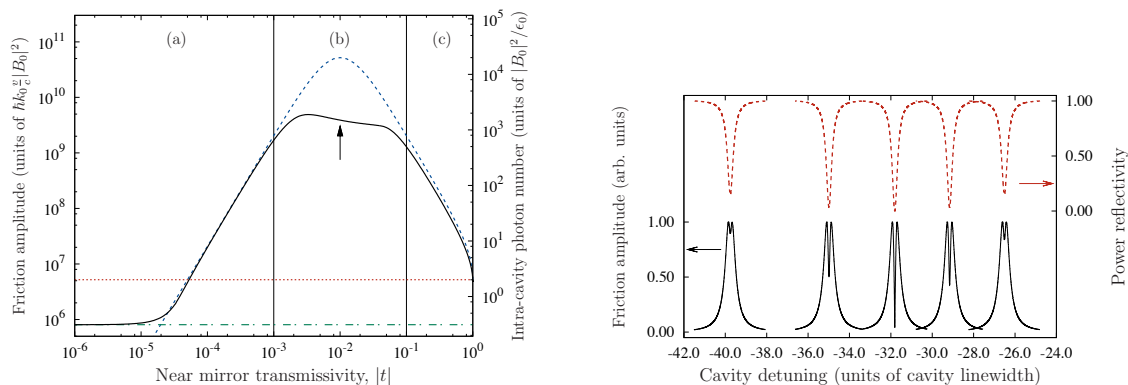 (a) (b) (c)
Friction amplitude (units of ħk₀ v/c |B₀|²)
10¹¹
10¹⁰
10⁹
10⁸
10⁷
10⁶
10⁻⁶ 10⁻⁵ 10⁻⁴ 10⁻³ 10⁻² 10⁻¹ 10⁰
Near mirror transmissivity, |t|
10⁵
10⁴
10³
10²
10¹
10⁰
Intra-cavity photon number (units of |B₀|²/ϵ₀)
Friction amplitude (arb. units)
1.00
0.50
0.00
1.00
0.50
0.00
Power reflectivity
-42.0 -40.0 -38.0 -36.0 -34.0 -32.0 -30.0 -28.0 -26.0 -24.0
Cavity detuning (units of cavity linewidth)